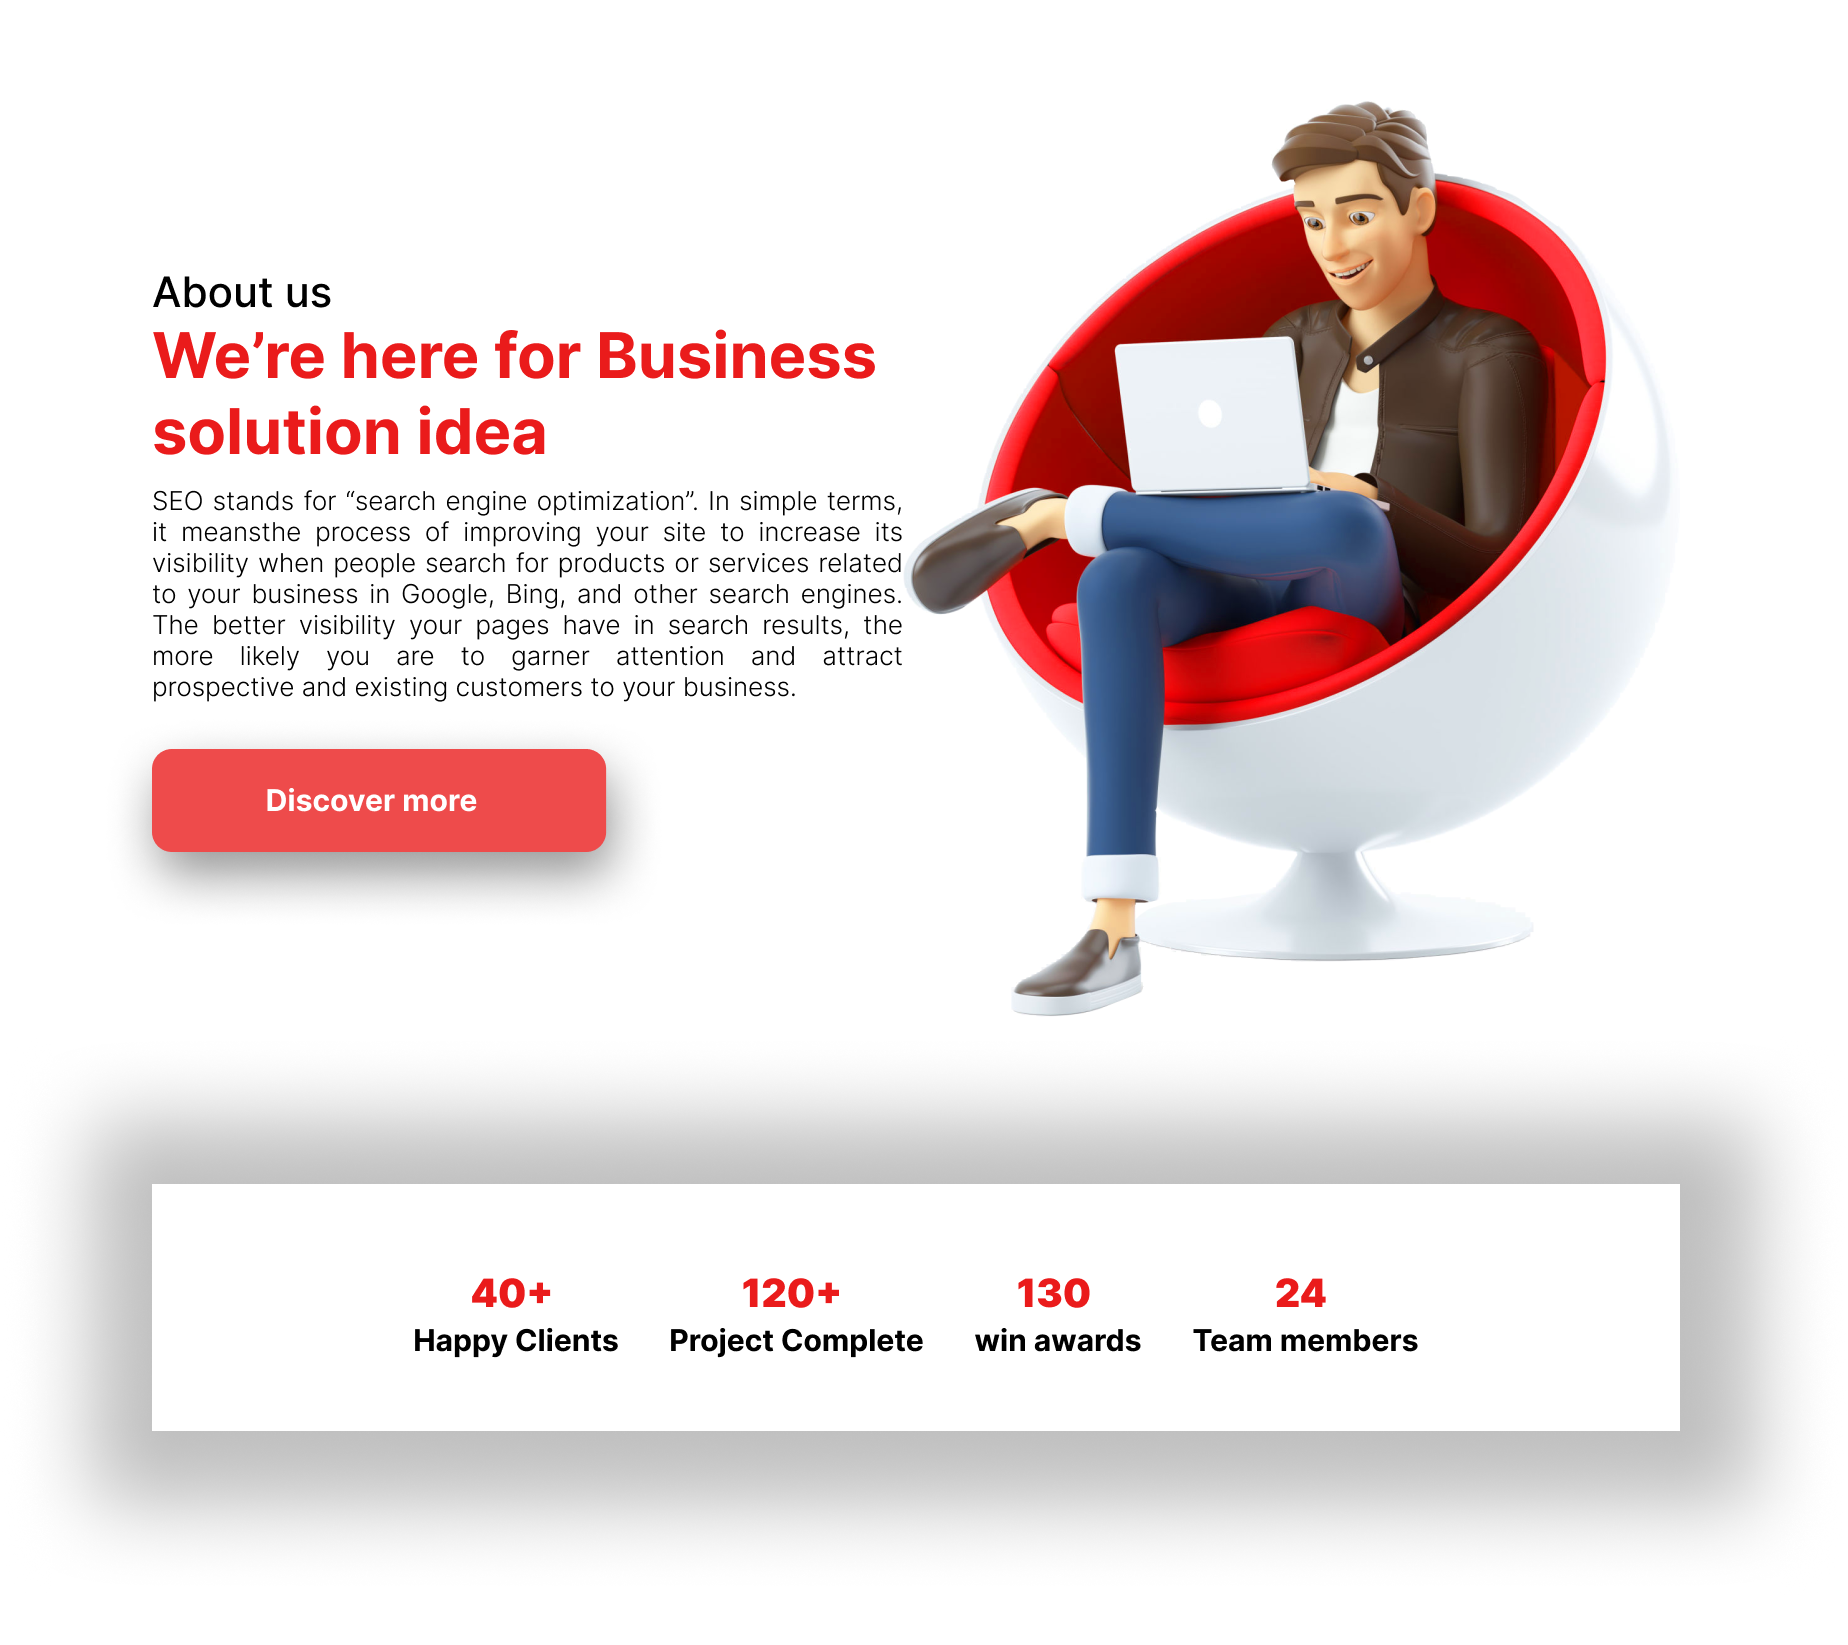 About us
We’re here for Business
solution idea
SEO stands for “search engine optimization”. In simple terms,
it meansthe process of improving your site to increase its
visibility when people search for products or services related
to your business in Google, Bing, and other search engines.
The better visibility your pages have in search results, the
more likely you are to garner attention and attract
prospective and existing customers to your business.
Discover more
40+ 120+ 130 24
Happy Clients Project Complete win awards Team members